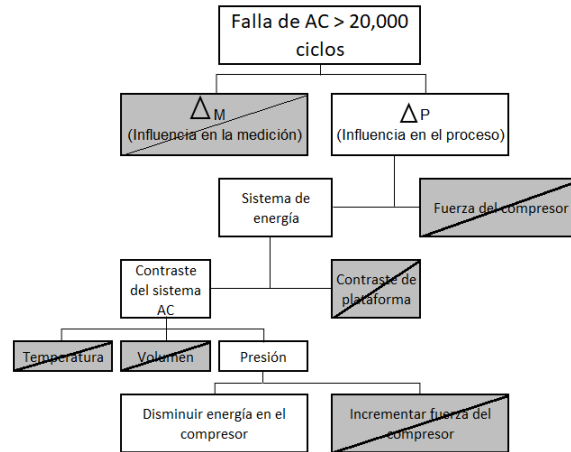 Falla de AC > 20,000
ciclos
Δ M
(Influencia en la medición)
Δ P
(Influencia en el proceso)
Sistema de
energía
Fuerza del compresor
Contraste
del sistema
AC
Contraste de
plataforma
Temperatura
Volumen
Presión
Disminuir energía en el
compresor
Incrementar fuerza del
compresor